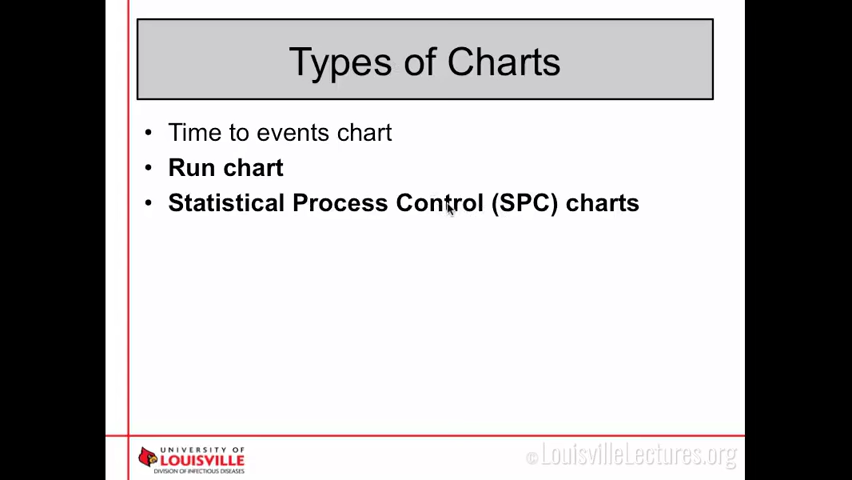 Types of Charts
• Time to events chart
• Run chart
• Statistical Process Control (SPC) charts
UNIVERSITY OF
LOUISVILLE
DIVISION OF INFECTIOUS DISEASES
©LouisvilleLectures.org